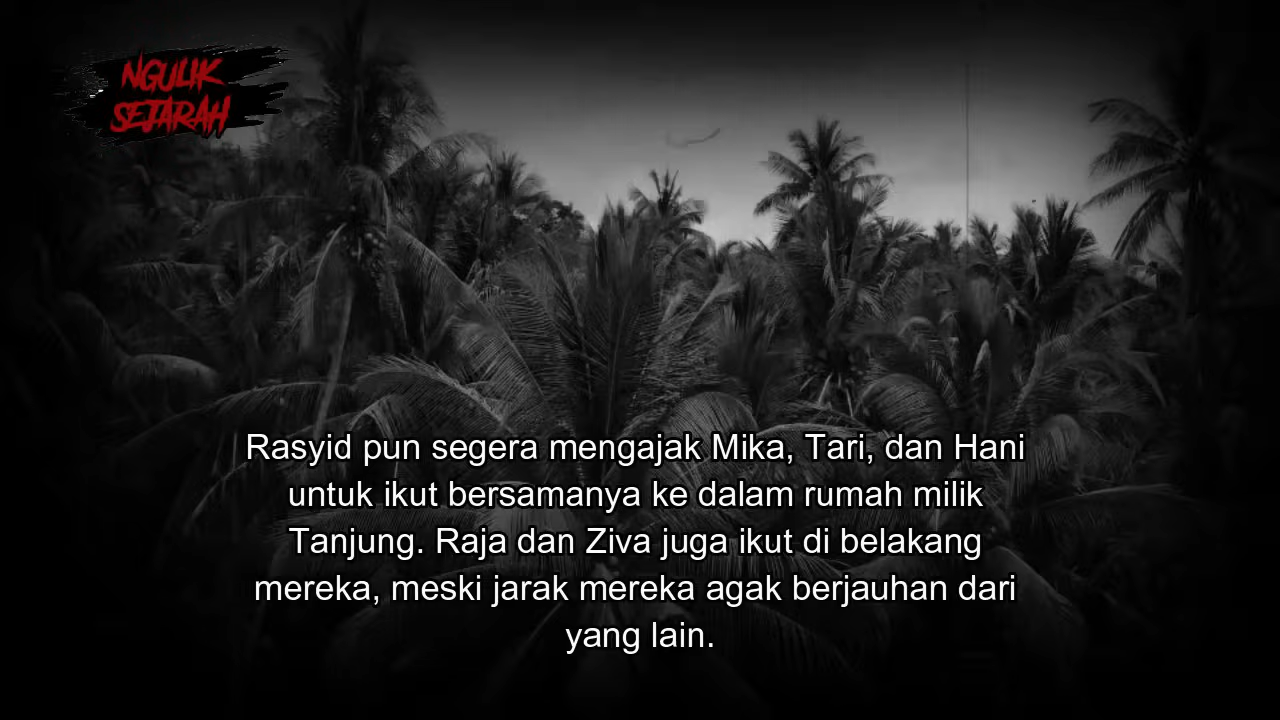 NGULIK
SEJARAH
Rasyid pun segera mengajak Mika, Tari, dan Hani
untuk ikut bersamanya ke dalam rumah milik
Tanjung. Raja dan Ziva juga ikut di belakang
mereka, meski jarak mereka agak berjauhan dari
yang lain.